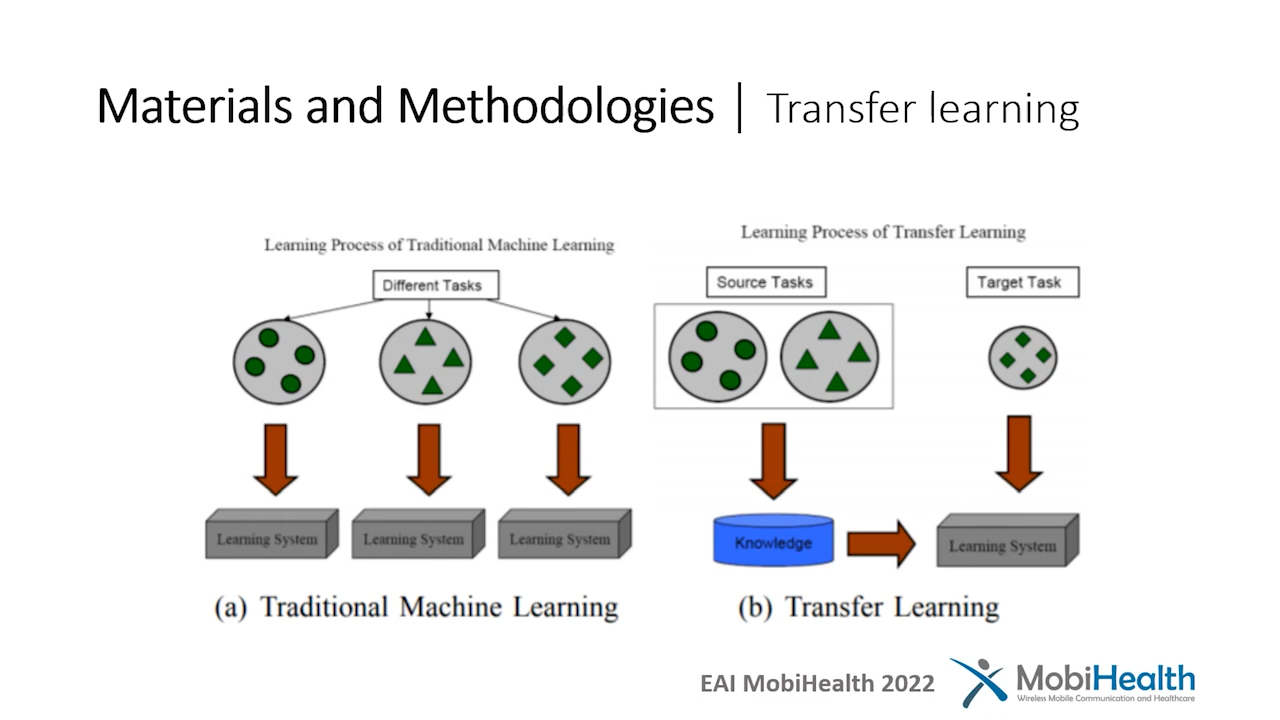 Materials and Methodologies | Transfer learning
Learning Process of Traditional Machine Learning
Different Tasks
Learning System
Learning System
Learning System
(a) Traditional Machine Learning
Learning Process of Transfer Learning
Source Tasks
Target Task
Knowledge
Learning System
(b) Transfer Learning
EAI MobiHealth 2022
MobiHealth
Wireless Mobile Communication and Healthcare